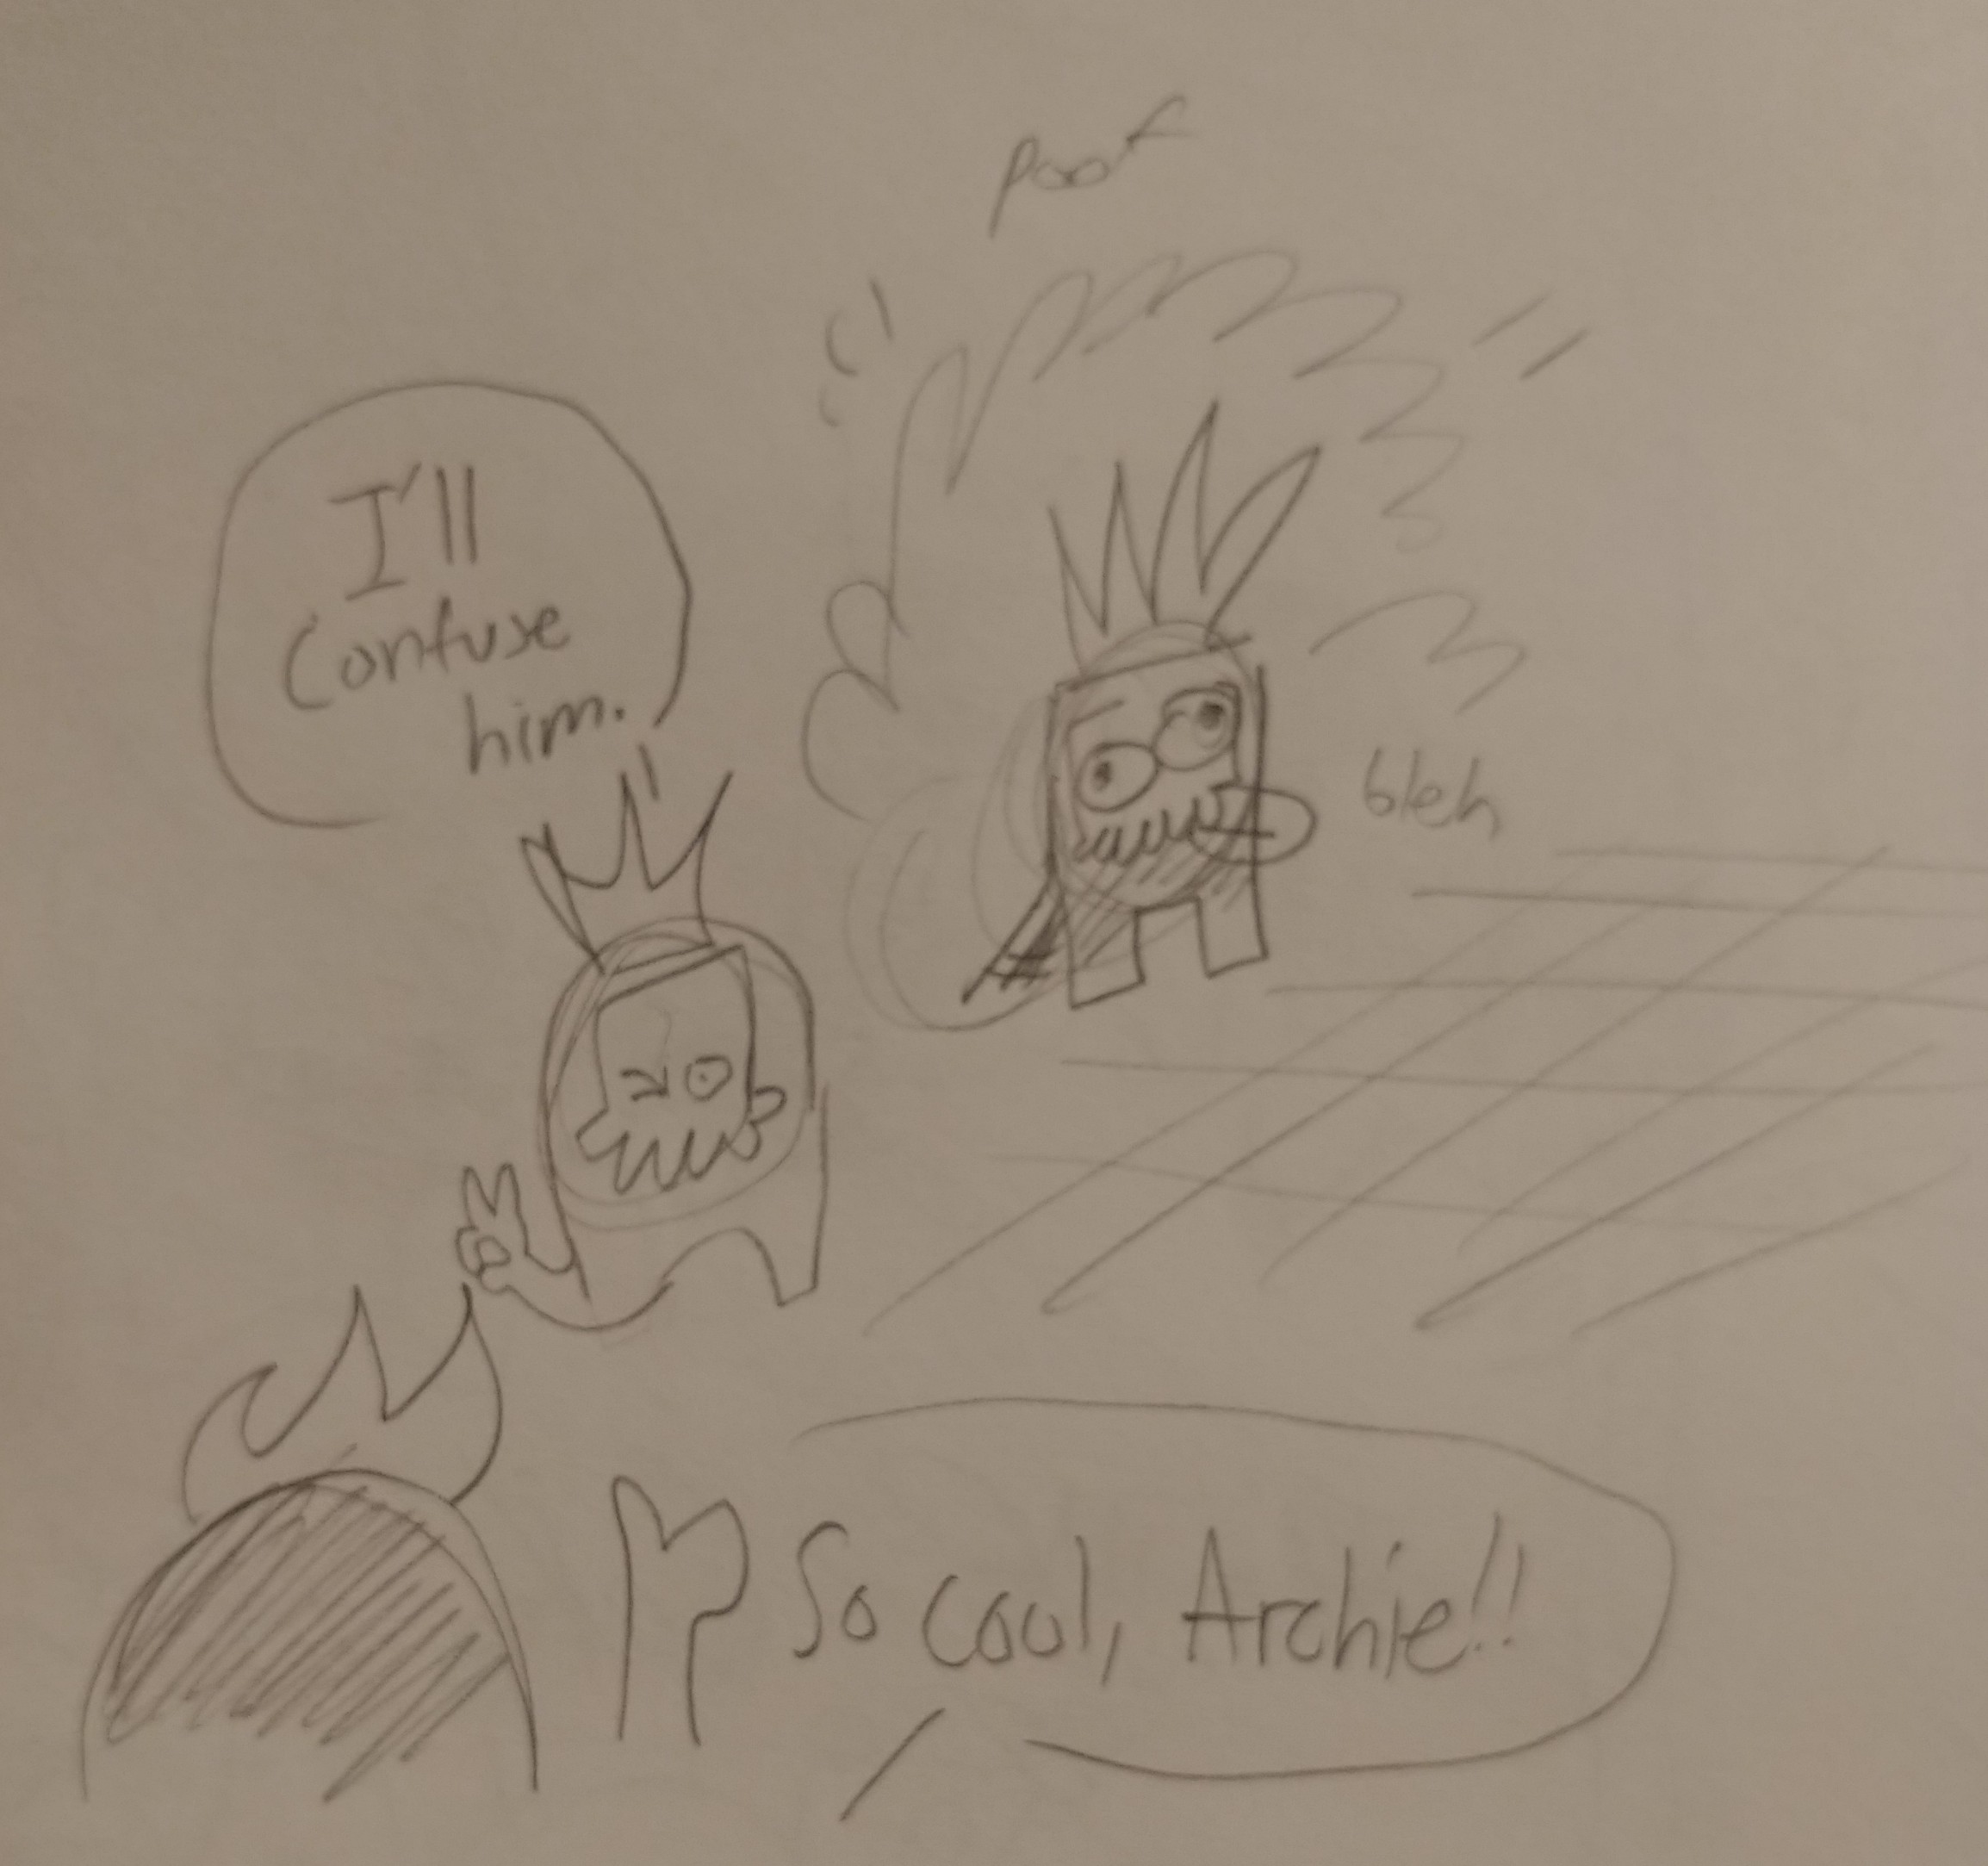 poof
I'll
Confuse
him.
bleh
So cool, Archie!!